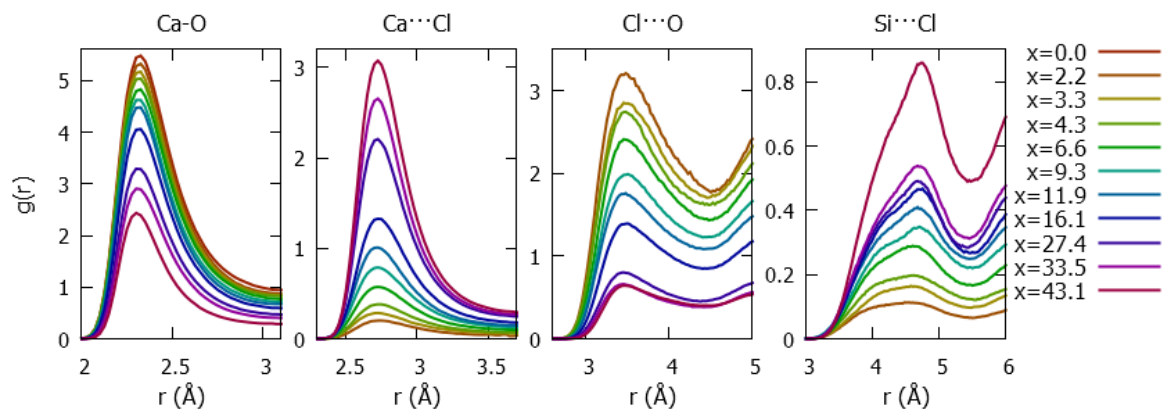 Ca-O
Ca···Cl
Cl···O
Si···Cl
g(r)
0
1
2
3
4
5
2
2.5
3
r (Å)
0
1
2
3
2.5
3
3.5
r (Å)
0
1
2
3
3
4
5
r (Å)
0
0.2
0.4
0.6
0.8
3
4
5
6
r (Å)
x=0.0
x=2.2
x=3.3
x=4.3
x=6.6
x=9.3
x=11.9
x=16.1
x=27.4
x=33.5
x=43.1